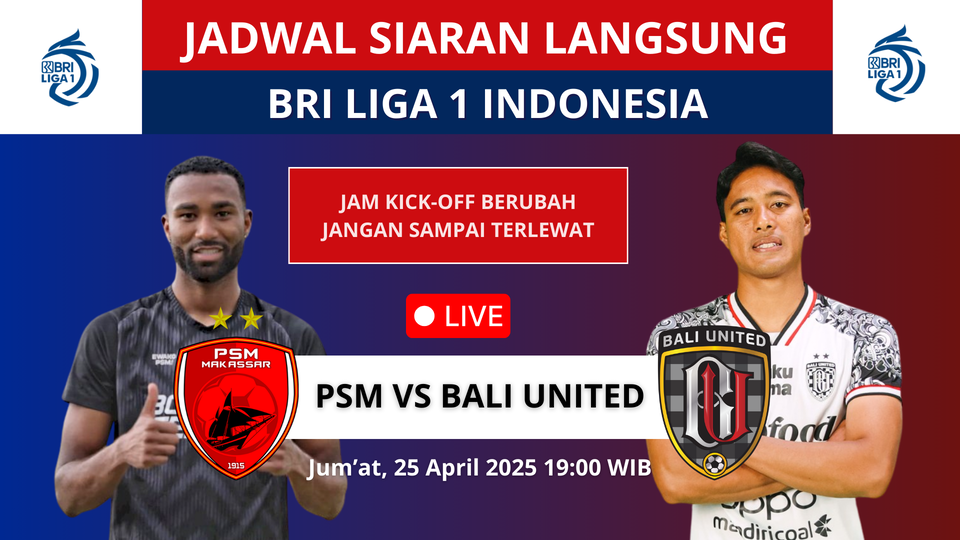 JADWAL SIARAN LANGSUNG
BRI LIGA 1 INDONESIA
BRI
LIGA 1
BRI
LIGA 1
JAM KICK-OFF BERUBAH
JANGAN SAMPAI TERLEWAT
LIVE
PSM
MAKASSAR
1915
PSM VS BALI UNITED
BALI UNITED
Jum’at, 25 April 2025 19:00 WIB
oppo
mandiricoal